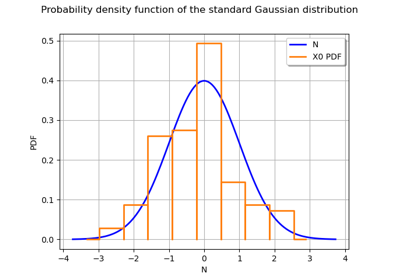 Probability density function of the standard Gaussian distribution
N
X0 PDF
0.5
0.4
0.3
0.2
0.1
0.0
PDF
−4 −3 −2 −1 0 1 2 3 4
N